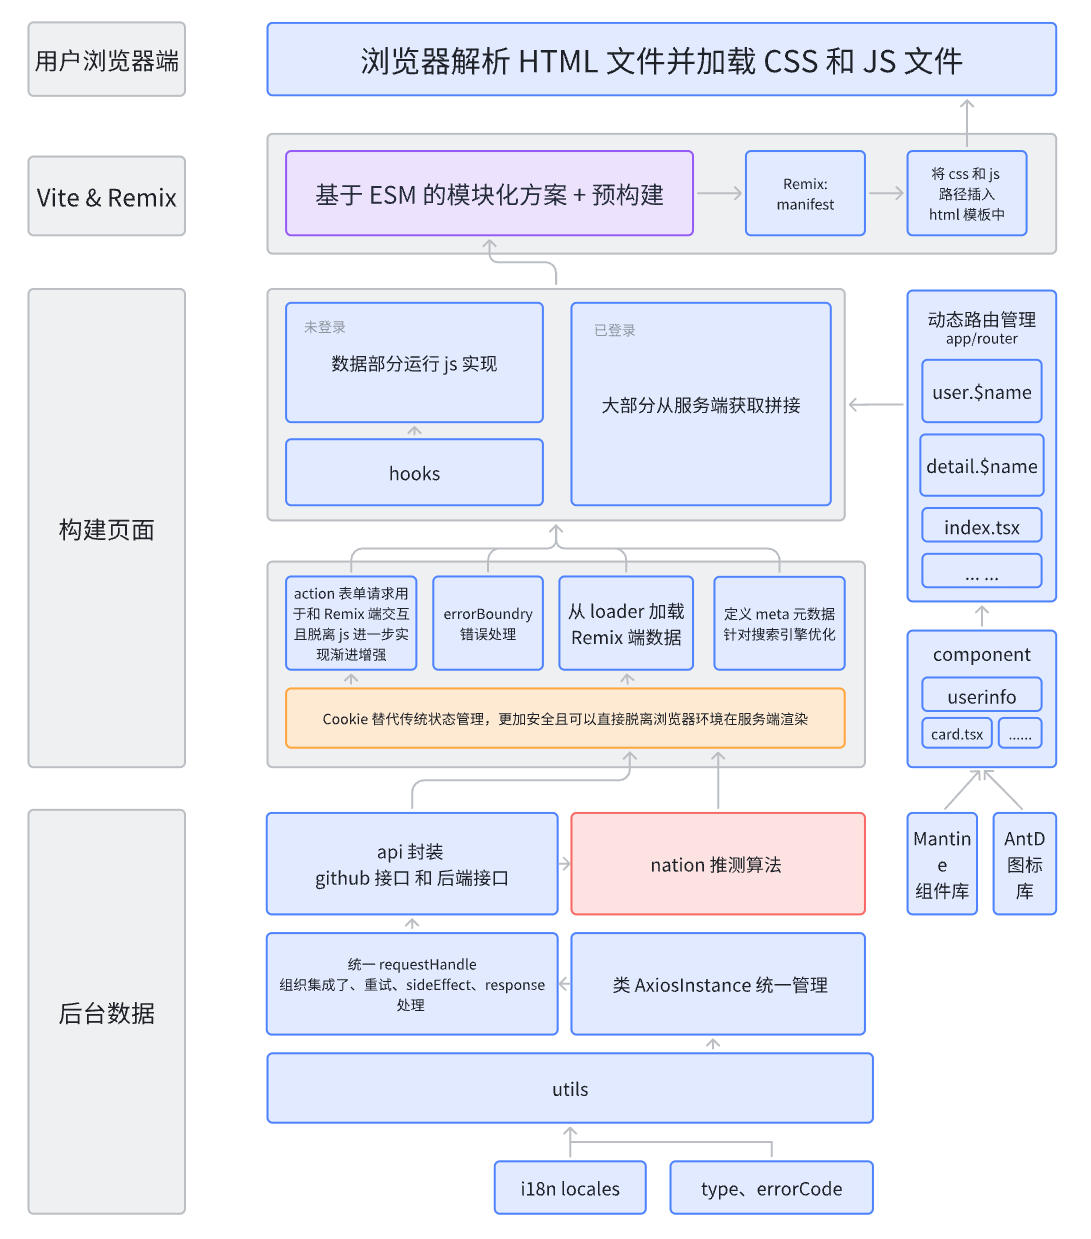 用户浏览器端
浏览器解析 HTML 文件并加载 CSS 和 JS 文件
Vite & Remix
基于 ESM 的模块化方案 + 预构建
Remix:
manifest
将 css 和 js
路径插入
html 模板中
构建页面
未登录
数据部分运行 js 实现
hooks
已登录
大部分从服务端获取拼接
动态路由管理
app/router
user.$name
detail.$name
index.tsx
... ...
action 表单请求用
于和 Remix 端交互
且脱离 js 进一步实
现渐进增强
errorBoundry
错误处理
从 loader 加载
Remix 端数据
定义 meta 元数据
针对搜索引擎优化
Cookie 替代传统状态管理，更加安全且可以直接脱离浏览器环境在服务端渲染
component
userinfo
card.tsx
......
Mantin
e
组件库
AntD
图标
库
后台数据
api 封装
github 接口 和 后端接口
nation 推测算法
统一 requestHandle
组织集成了、重试、sideEffect、response
处理
类 AxiosInstance 统一管理
utils
i18n locales
type、errorCode